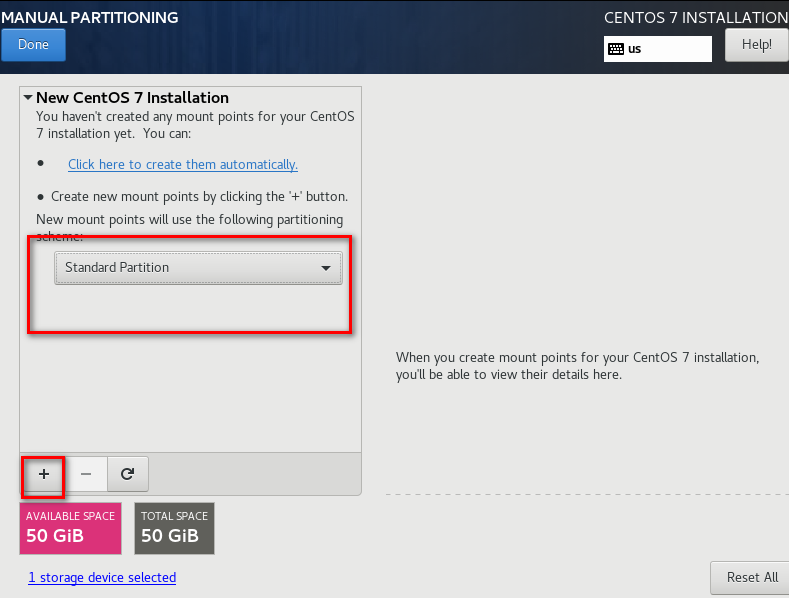 MANUAL PARTITIONING
CENTOS 7 INSTALLATION
Done
us
Help!
New CentOS 7 Installation
You haven't created any mount points for your CentOS
7 installation yet. You can:
• Click here to create them automatically.
• Create new mount points by clicking the '+' button.
New mount points will use the following partitioning
scheme:
Standard Partition
When you create mount points for your CentOS 7 installation,
you'll be able to view their details here.
+ −
AVAILABLE SPACE
50 GiB
TOTAL SPACE
50 GiB
1 storage device selected
Reset All